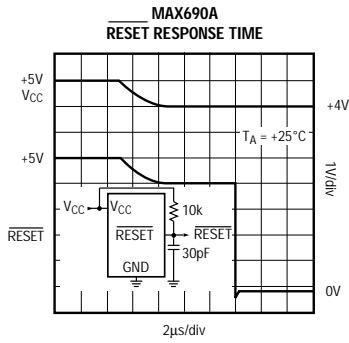 MAX690A
RESET RESPONSE TIME
+5V
VCC
+4V
TA = +25°C
+5V
1V/div
VCC
VCC
10k
RESET
RESET
RESET
30pF
GND
0V
2µs/div